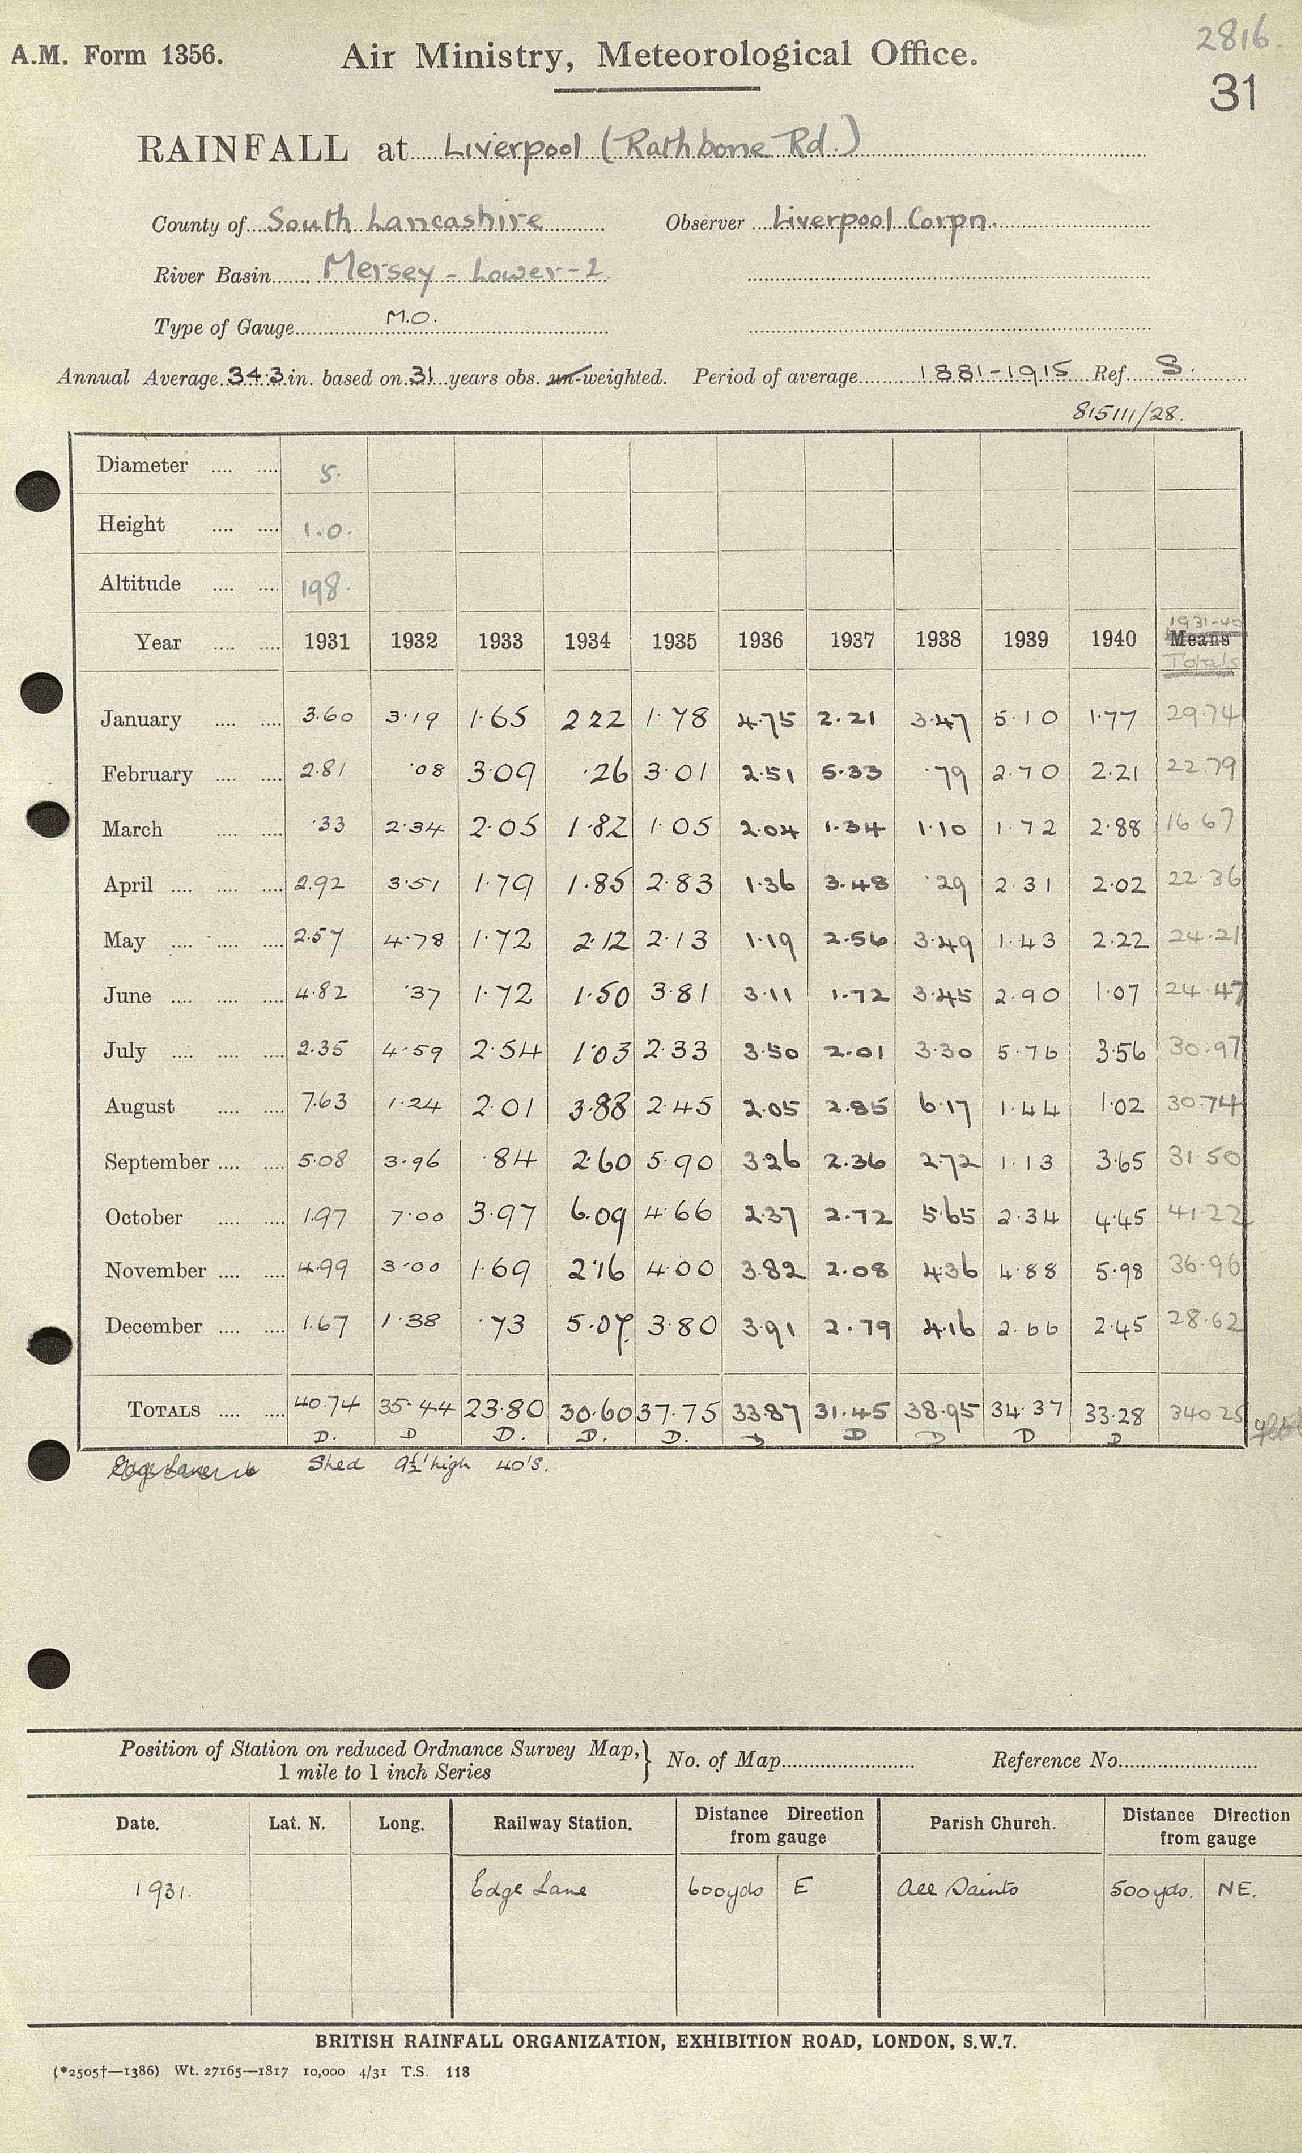 2816.
A.M. Form 1356. Air Ministry, Meteorological Office.
31
RAINFALL at Liverpool (Rathbone Rd.)
County of South Lancashire Observer Liverpool Corpn.
River Basin Mersey - Lower - 2.
Type of Gauge M.O.
Annual Average 34.3 in. based on 31 years obs. un-weighted. Period of average 1881-1915 Ref. S.
815111/28.
Diameter 5.
Height 1.0.
Altitude 198.
Year 1931 1932 1933 1934 1935 1936 1937 1938 1939 1940 1931-40 Means Totals
January 3.60 3.19 1.65 2.22 1.78 4.75 2.21 3.47 5.10 1.77 29.74
February 2.81 .08 3.09 .26 3.01 2.51 5.33 .79 2.70 2.21 22.79
March .33 2.34 2.05 1.82 1.05 2.04 1.34 1.10 1.72 2.88 16.67
April 2.92 3.51 1.79 1.85 2.83 1.36 3.48 .29 2.31 2.02 22.36
May 2.57 4.78 1.72 2.12 2.13 1.19 2.56 3.49 1.43 2.22 24.21
June 4.82 .37 1.72 1.50 3.81 3.11 1.72 3.45 2.90 1.07 24.47
July 2.35 4.59 2.54 1.03 2.33 3.50 2.01 3.30 5.76 3.56 30.97
August 7.63 1.24 2.01 3.88 2.45 2.05 2.85 6.17 1.44 1.02 30.74
September 5.08 3.96 .84 2.60 5.90 3.26 2.36 2.72 1.13 3.65 31.50
October 1.97 7.00 3.97 6.09 4.66 2.37 2.72 5.65 2.34 4.45 41.22
November 4.99 3.00 1.69 2.16 4.00 3.82 2.08 4.36 4.88 5.98 36.96
December 1.67 1.38 .73 5.07 3.80 3.91 2.79 4.16 2.66 2.45 28.62
TOTALS 40.74 35.44 23.80 30.60 37.75 33.87 31.45 38.95 34.37 33.28 340.25
D. D D. D. D. D D D D
Shed 9½' high 40'S.
Position of Station on reduced Ordnance Survey Map, } No. of Map Reference No.
1 mile to 1 inch Series
Date. Lat. N. Long. Railway Station. Distance Direction from gauge Parish Church. Distance Direction from gauge
1931. Edge Lane 600yds E All Saints 500yds. NE.
BRITISH RAINFALL ORGANIZATION, EXHIBITION ROAD, LONDON, S.W.7.
(*2505†—1386) Wt. 27165—1817 10,000 4/31 T.S. 118